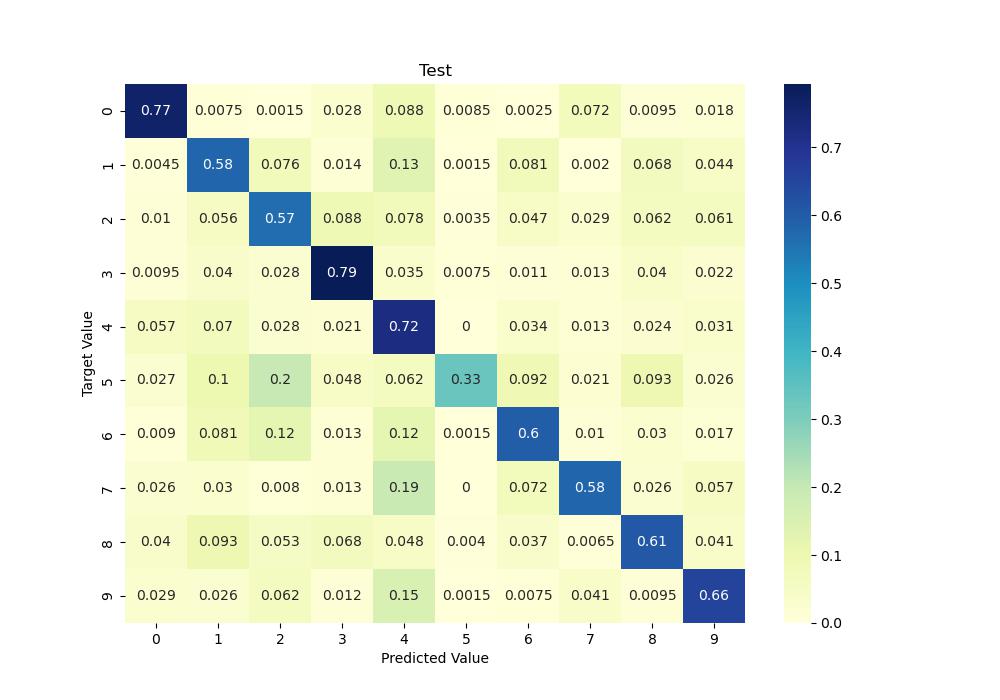 Test
0 0.77 0.0075 0.0015 0.028 0.088 0.0085 0.0025 0.072 0.0095 0.018
1 0.0045 0.58 0.076 0.014 0.13 0.0015 0.081 0.002 0.068 0.044
2 0.01 0.056 0.57 0.088 0.078 0.0035 0.047 0.029 0.062 0.061
3 0.0095 0.04 0.028 0.79 0.035 0.0075 0.011 0.013 0.04 0.022
4 0.057 0.07 0.028 0.021 0.72 0 0.034 0.013 0.024 0.031
5 0.027 0.1 0.2 0.048 0.062 0.33 0.092 0.021 0.093 0.026
6 0.009 0.081 0.12 0.013 0.12 0.0015 0.6 0.01 0.03 0.017
7 0.026 0.03 0.008 0.013 0.19 0 0.072 0.58 0.026 0.057
8 0.04 0.093 0.053 0.068 0.048 0.004 0.037 0.0065 0.61 0.041
9 0.029 0.026 0.062 0.012 0.15 0.0015 0.0075 0.041 0.0095 0.66
0 1 2 3 4 5 6 7 8 9
Predicted Value
Target Value
0.7
0.6
0.5
0.4
0.3
0.2
0.1
0.0